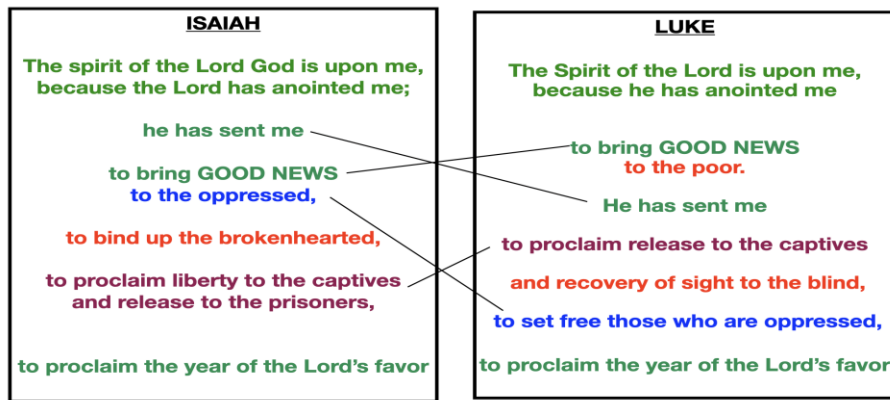 ISAIAH
The spirit of the Lord God is upon me,
because the Lord has anointed me;
he has sent me
to bring GOOD NEWS
to the oppressed,
to bind up the brokenhearted,
to proclaim liberty to the captives
and release to the prisoners,
to proclaim the year of the Lord's favor
LUKE
The Spirit of the Lord is upon me,
because he has anointed me
to bring GOOD NEWS
to the poor.
He has sent me
to proclaim release to the captives
and recovery of sight to the blind,
to set free those who are oppressed,
to proclaim the year of the Lord's favor